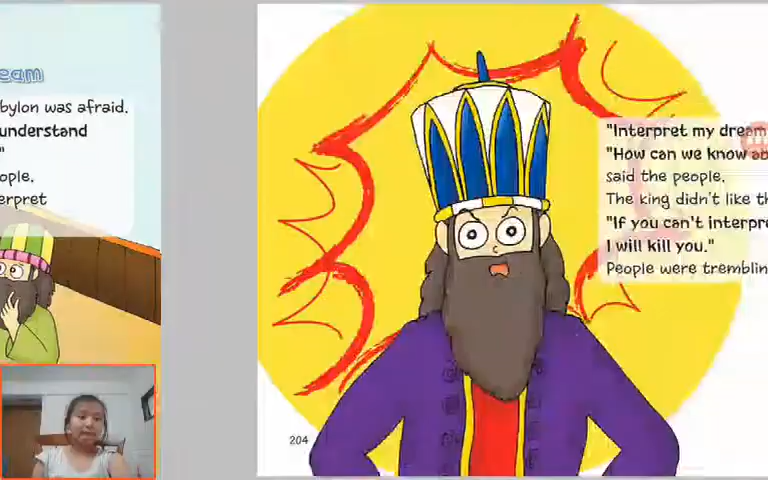 eam
bylon was afraid.
understand
"
ople.
erpret
"Interpret my dream
"How can we know ab
said the people.
The king didn't like th
"If you can't interpre
I will kill you."
People were tremblin
204